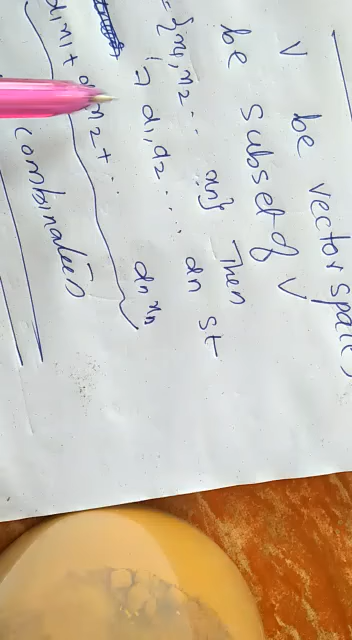 V be vector space
be subset of V
= {x1, x2 ... xn} Then
∃ α1, α2 .... αn st
α1x1 + α2x2 + ... αnxn
combination